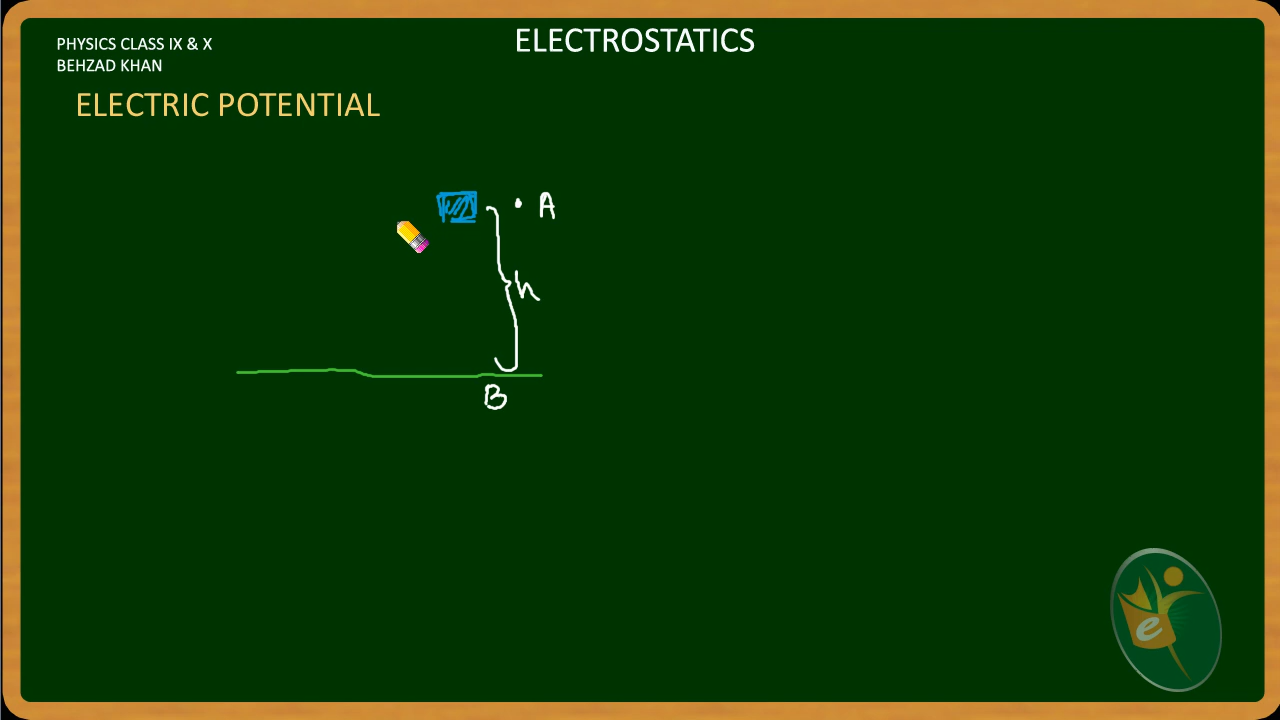 PHYSICS CLASS IX & X
BEHZAD KHAN
ELECTROSTATICS
ELECTRIC POTENTIAL
A
h
B
e